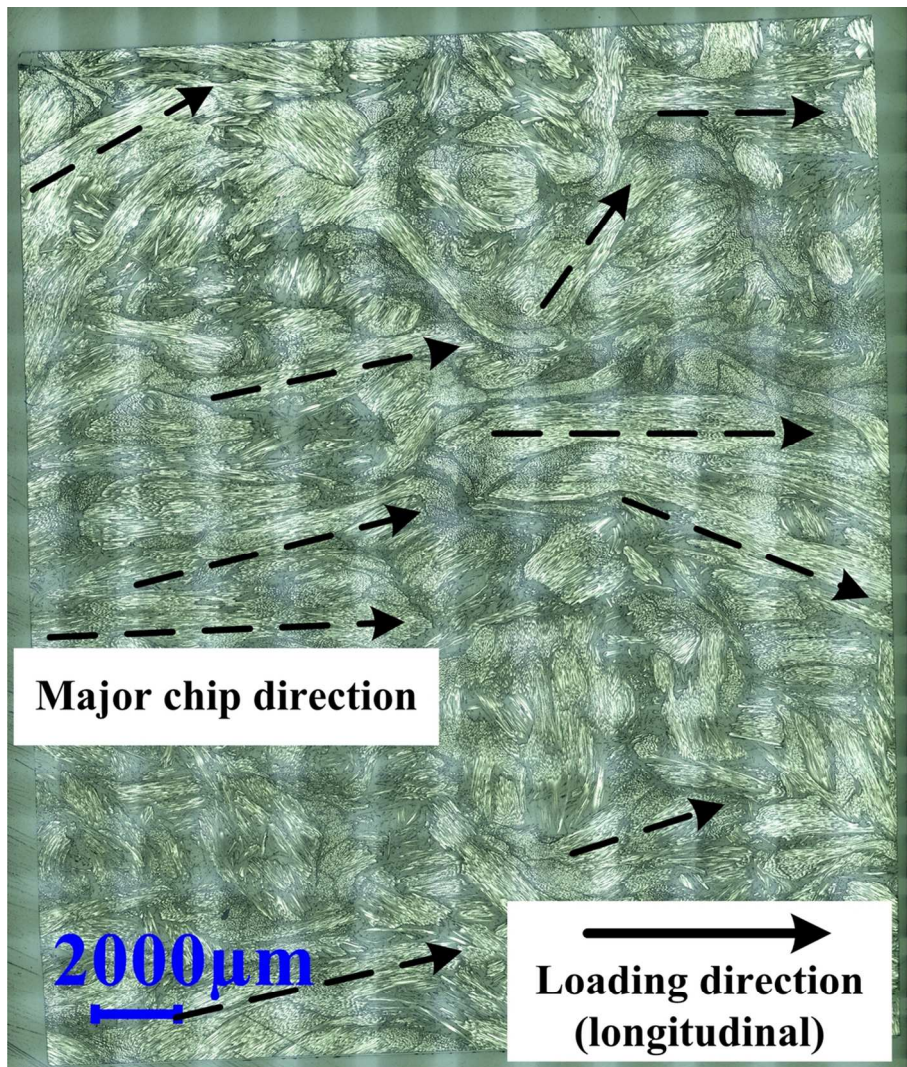 Major chip direction
2000μm
Loading direction
(longitudinal)